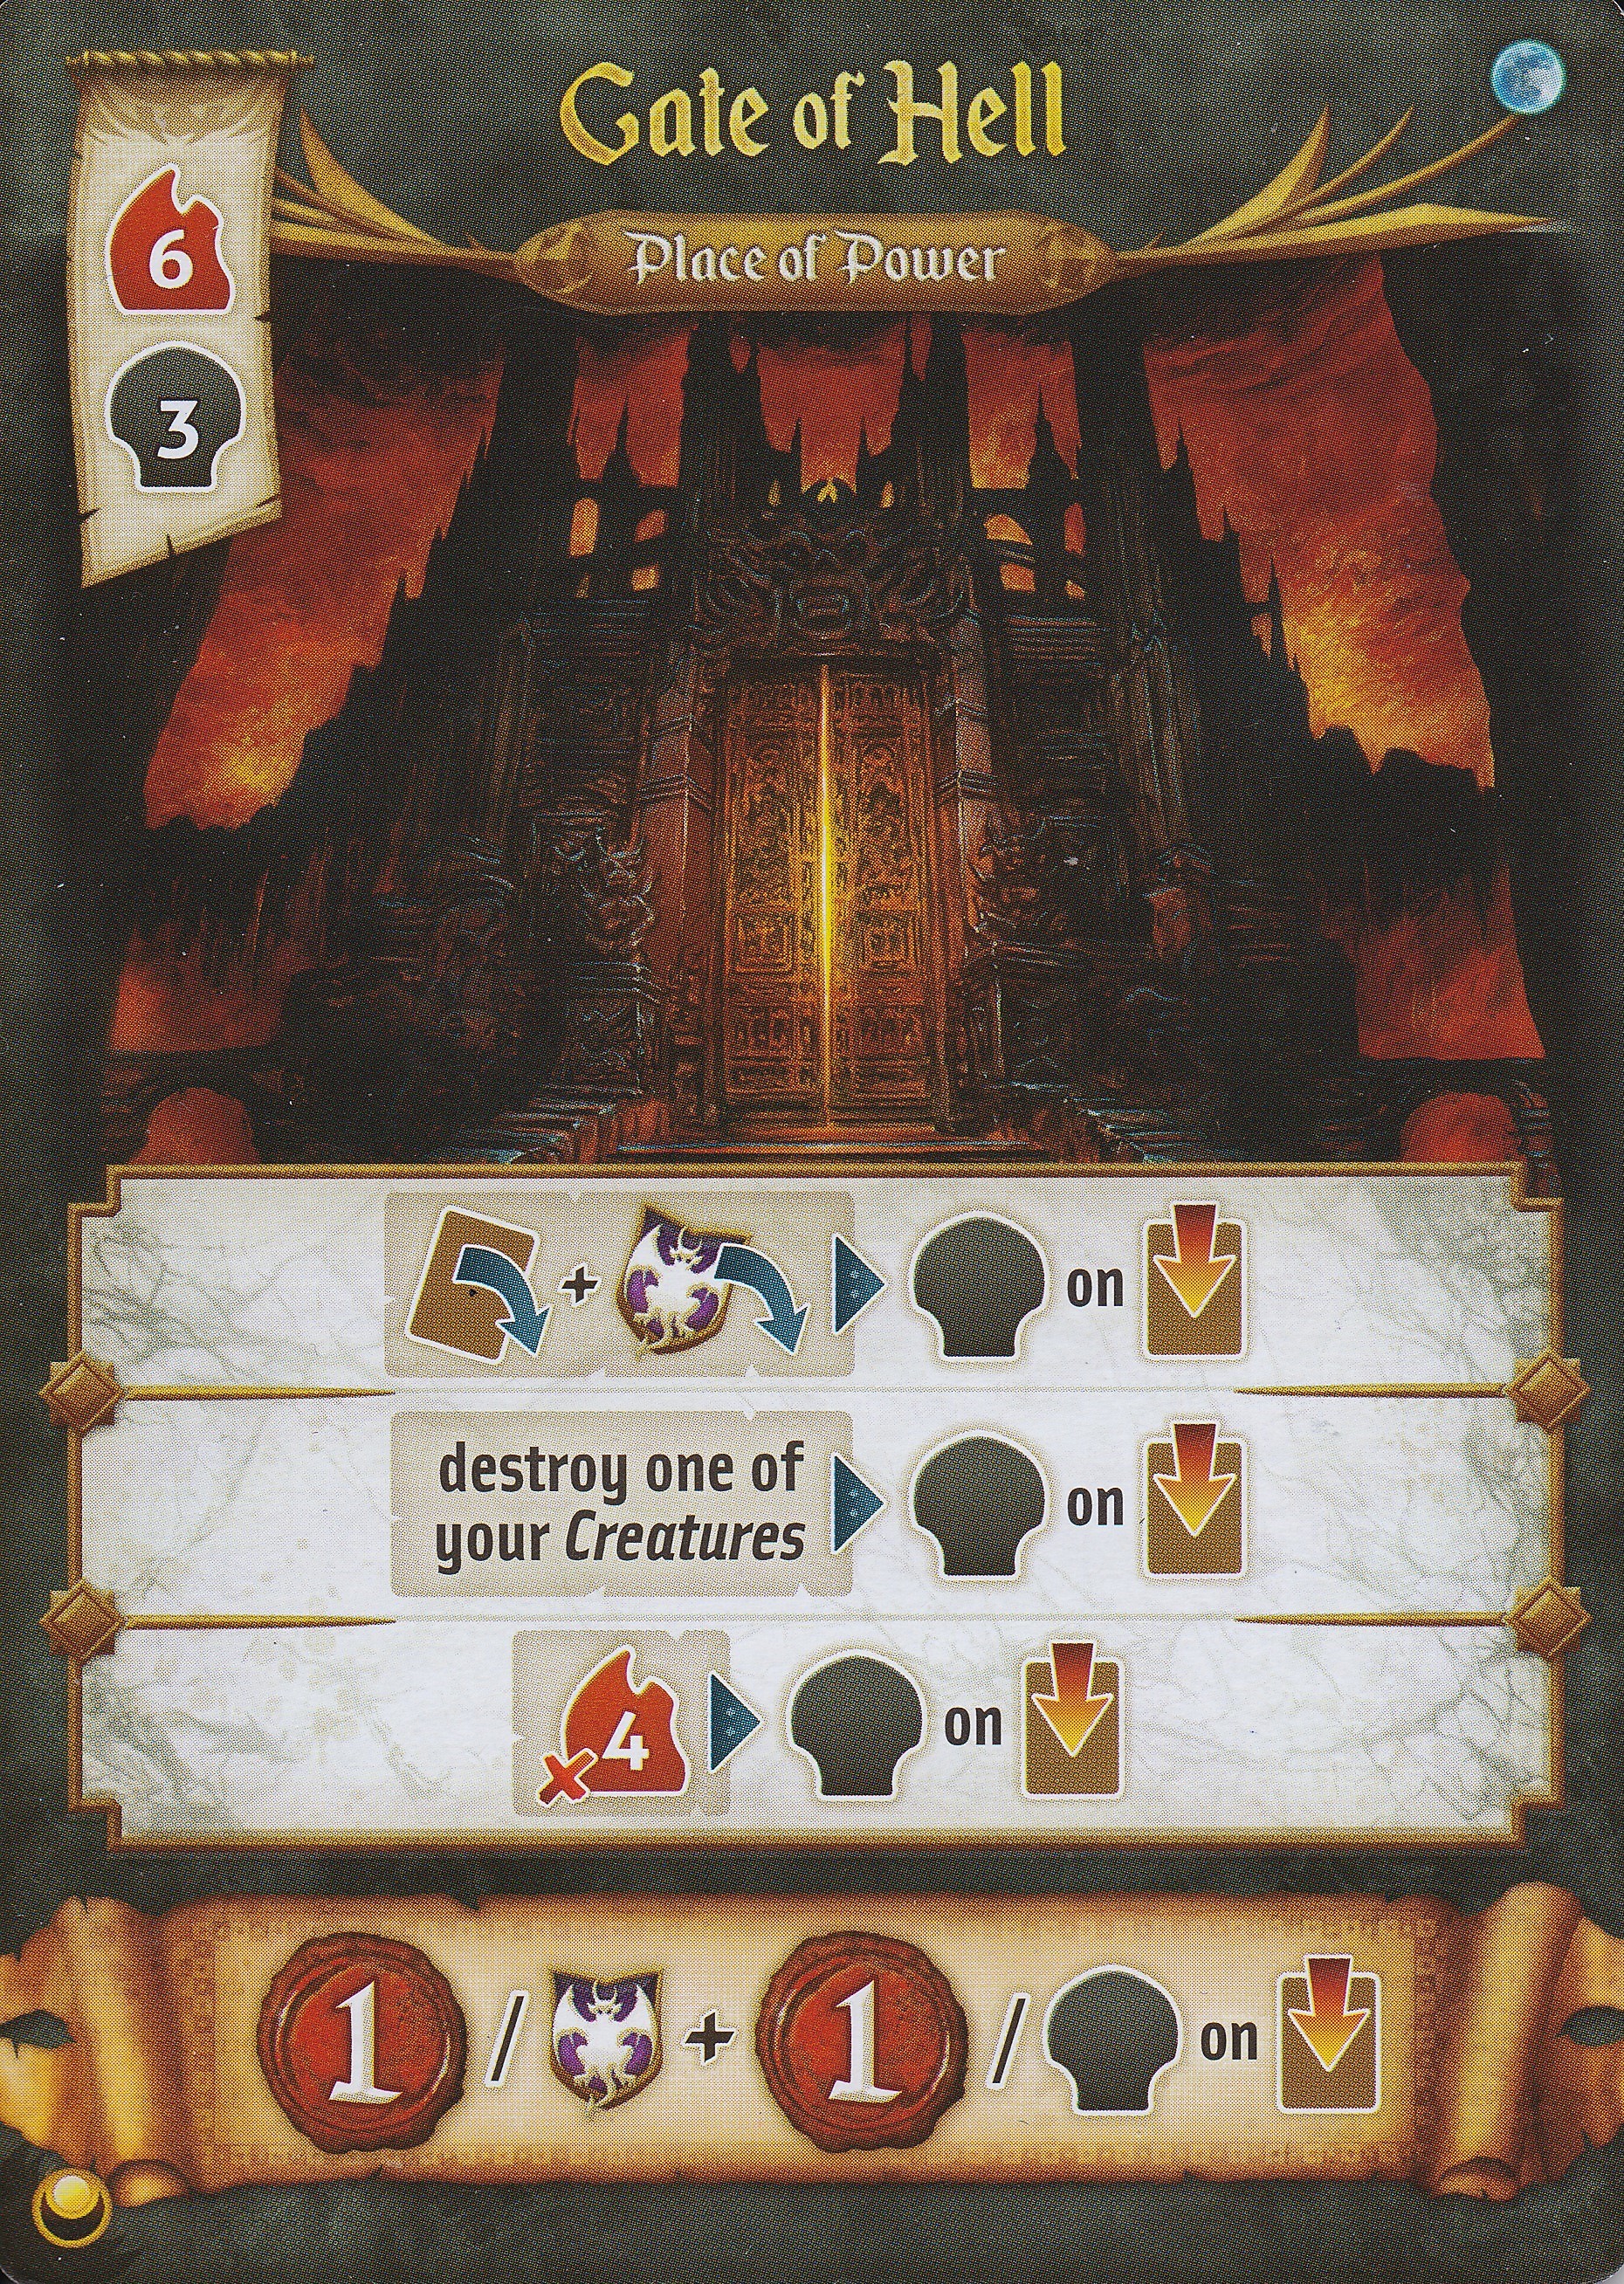 Gate of Hell
Place of Power
6
3
+ on
destroy one of
your Creatures
on
4 on
1 / + 1 / on